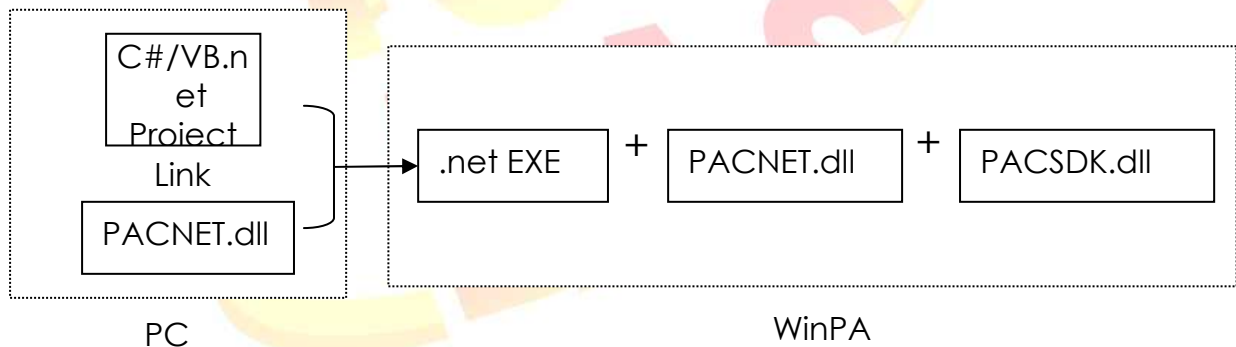 C#/VB.n
et
Project
Link
PACNET.dll
.net EXE
+
PACNET.dll
+
PACSDK.dll
PC
WinPA